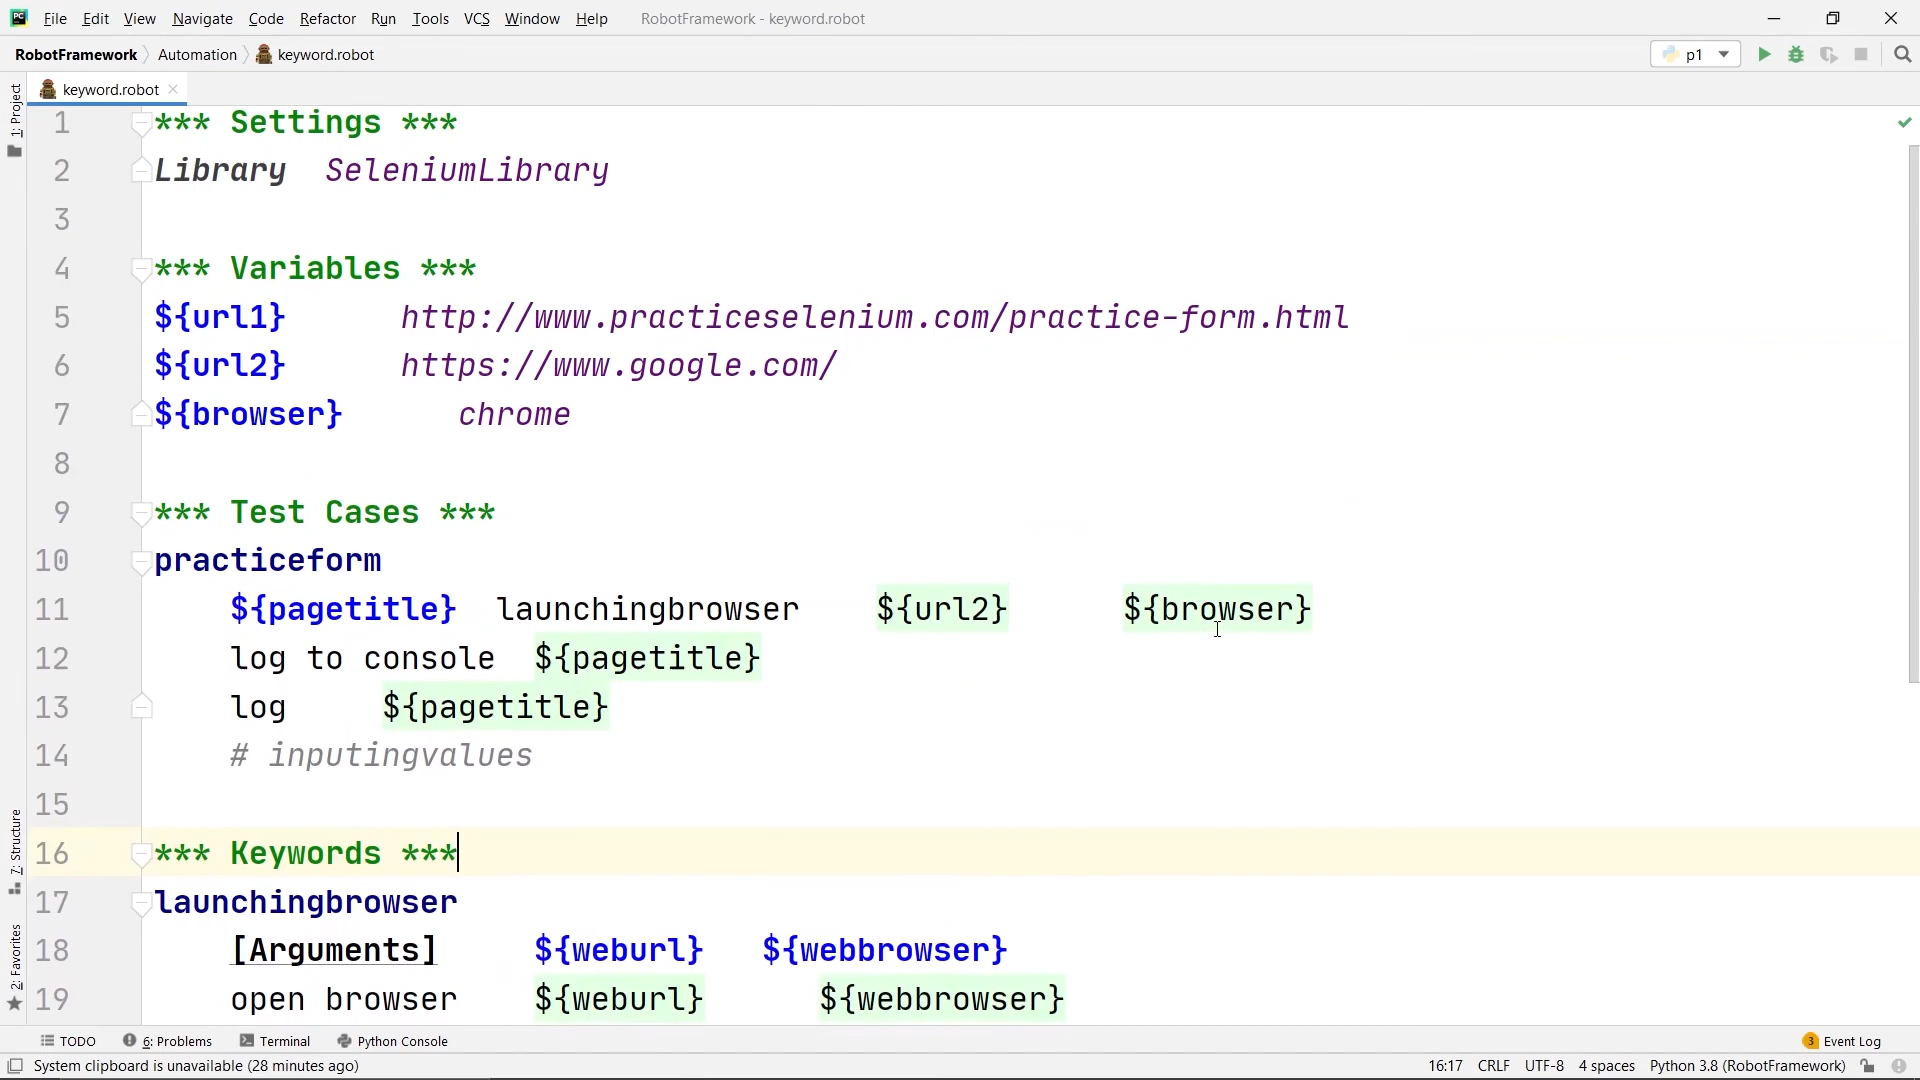 PC File Edit View Navigate Code Refactor Run Tools VCS Window Help RobotFramework - keyword.robot
RobotFramework Automation keyword.robot p1
1: Project
keyword.robot
1 *** Settings ***
2 Library SeleniumLibrary
3
4 *** Variables ***
5 ${url1} http://www.practiceselenium.com/practice-form.html
6 ${url2} https://www.google.com/
7 ${browser} chrome
8
9 *** Test Cases ***
10 practiceform
11 ${pagetitle} launchingbrowser ${url2} ${browser}
12 log to console ${pagetitle}
13 log ${pagetitle}
14 # inputingvalues
15
16 *** Keywords ***
17 launchingbrowser
18 [Arguments] ${weburl} ${webbrowser}
19 open browser ${weburl} ${webbrowser}
7: Structure
2: Favorites
TODO 6: Problems Terminal Python Console 3 Event Log
System clipboard is unavailable (28 minutes ago) 16:17 CRLF UTF-8 4 spaces Python 3.8 (RobotFramework)